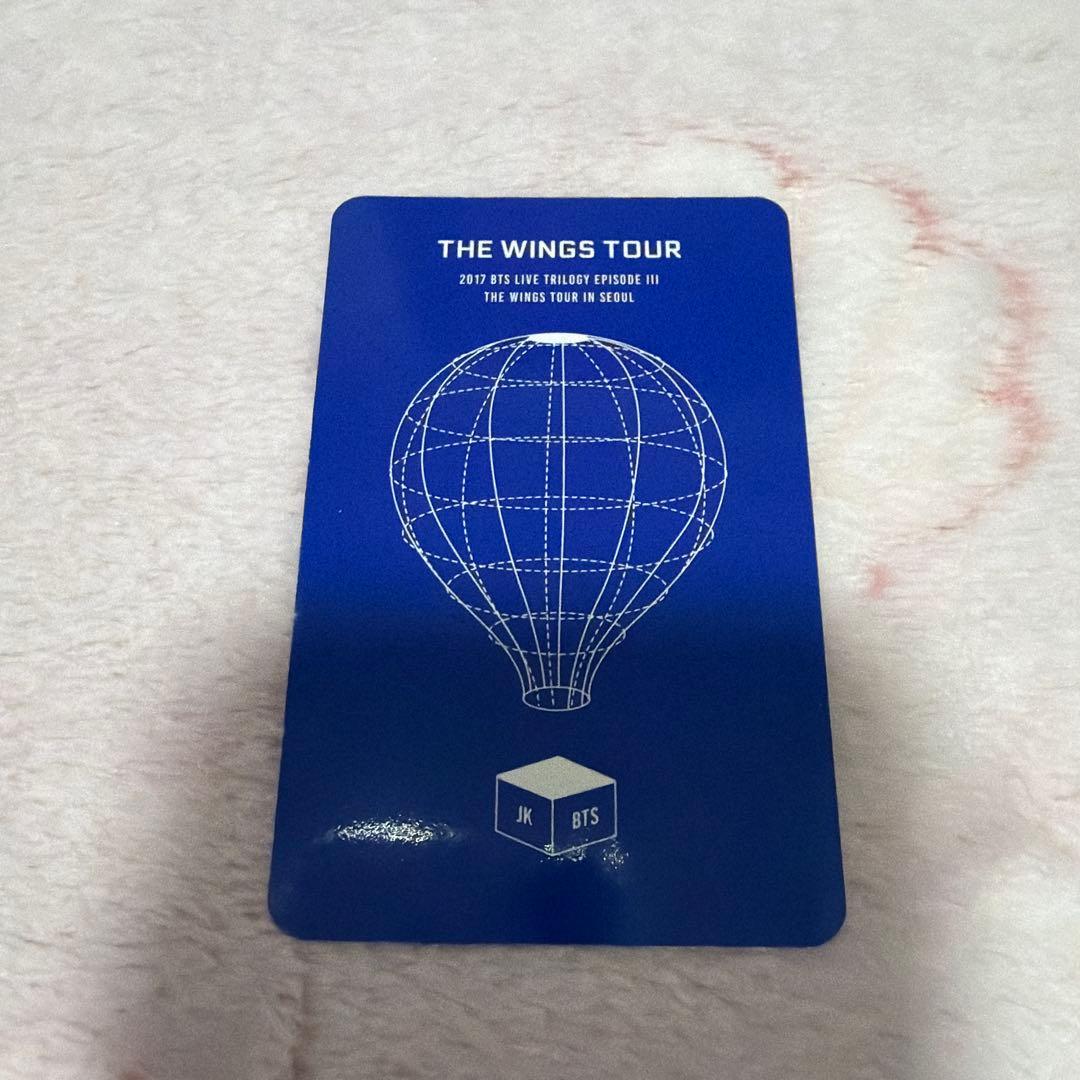 THE WINGS TOUR
2017 BTS LIVE TRILOGY EPISODE III
THE WINGS TOUR IN SEOUL
JK BTS